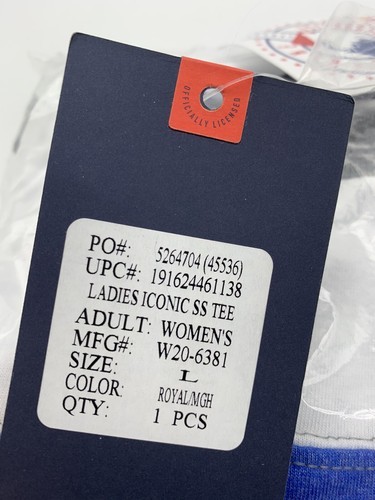 OFFICIALLY LICENSED
PO#: 5264704 (45536)
UPC#: 191624461138
LADIES ICONIC SS TEE
ADULT: WOMEN'S
MFG#: W20-6381
SIZE: L
COLOR: ROYAL/MGH
QTY: 1 PCS